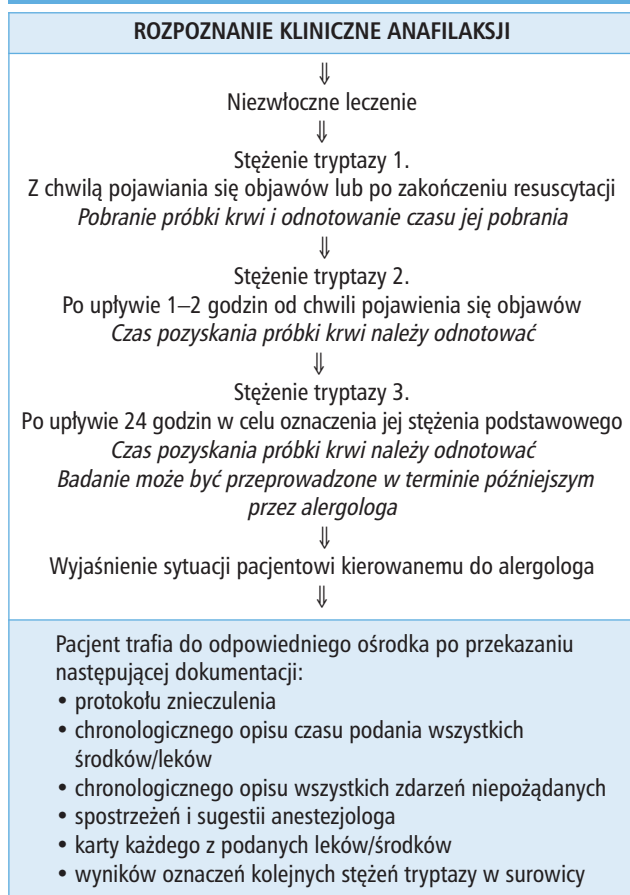 ROZPOZNANIE KLINICZNE ANAFILAKSJI
⇓
Niezwłoczne leczenie
⇓
Stężenie tryptazy 1.
Z chwilą pojawiania się objawów lub po zakończeniu resuscytacji
Pobranie próbki krwi i odnotowanie czasu jej pobrania
⇓
Stężenie tryptazy 2.
Po upływie 1–2 godzin od chwili pojawienia się objawów
Czas pozyskania próbki krwi należy odnotować
⇓
Stężenie tryptazy 3.
Po upływie 24 godzin w celu oznaczenia jej stężenia podstawowego
Czas pozyskania próbki krwi należy odnotować
Badanie może być przeprowadzone w terminie późniejszym
przez alergologa
⇓
Wyjaśnienie sytuacji pacjentowi kierowanemu do alergologa
⇓
Pacjent trafia do odpowiedniego ośrodka po przekazaniu
następującej dokumentacji:
• protokołu znieczulenia
• chronologicznego opisu czasu podania wszystkich
środków/leków
• chronologicznego opisu wszystkich zdarzeń niepożądanych
• spostrzeżeń i sugestii anestezjologa
• karty każdego z podanych leków/środków
• wyników oznaczeń kolejnych stężeń tryptazy w surowicy